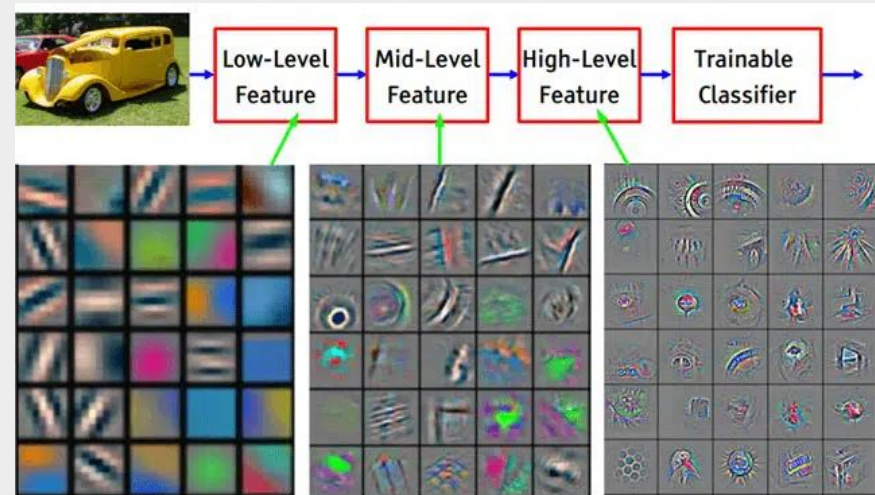 Low-Level
Feature
Mid-Level
Feature
High-Level
Feature
Trainable
Classifier